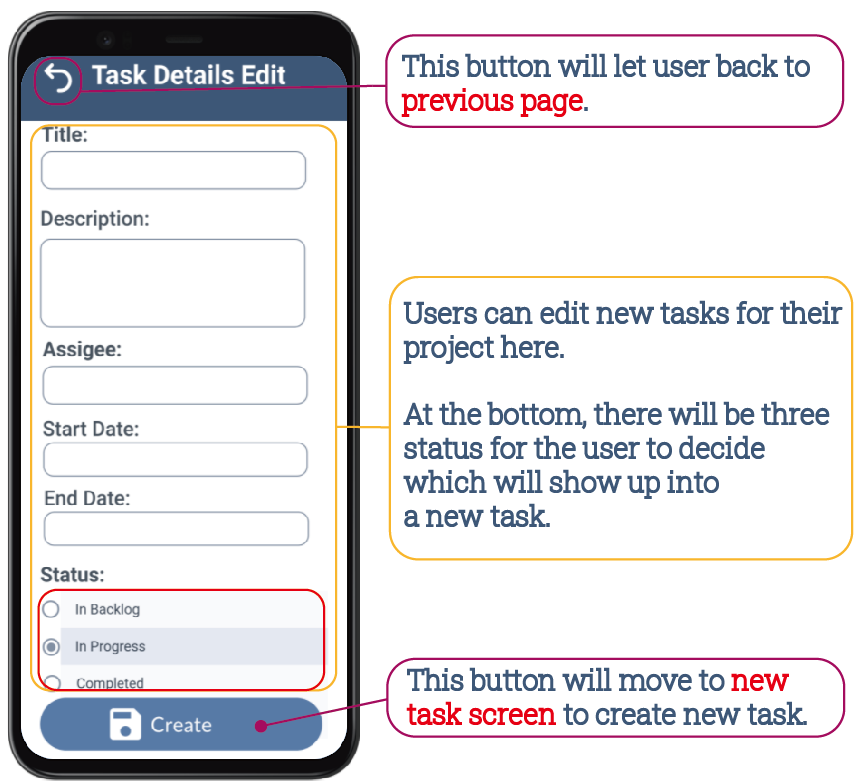 Task Details Edit
Title:
Description:
Assigee:
Start Date:
End Date:
Status:
In Backlog
In Progress
Completed
Create
This button will let user back to
previous page.
Users can edit new tasks for their
project here.
At the bottom, there will be three
status for the user to decide
which will show up into
a new task.
This button will move to new
task screen to create new task.